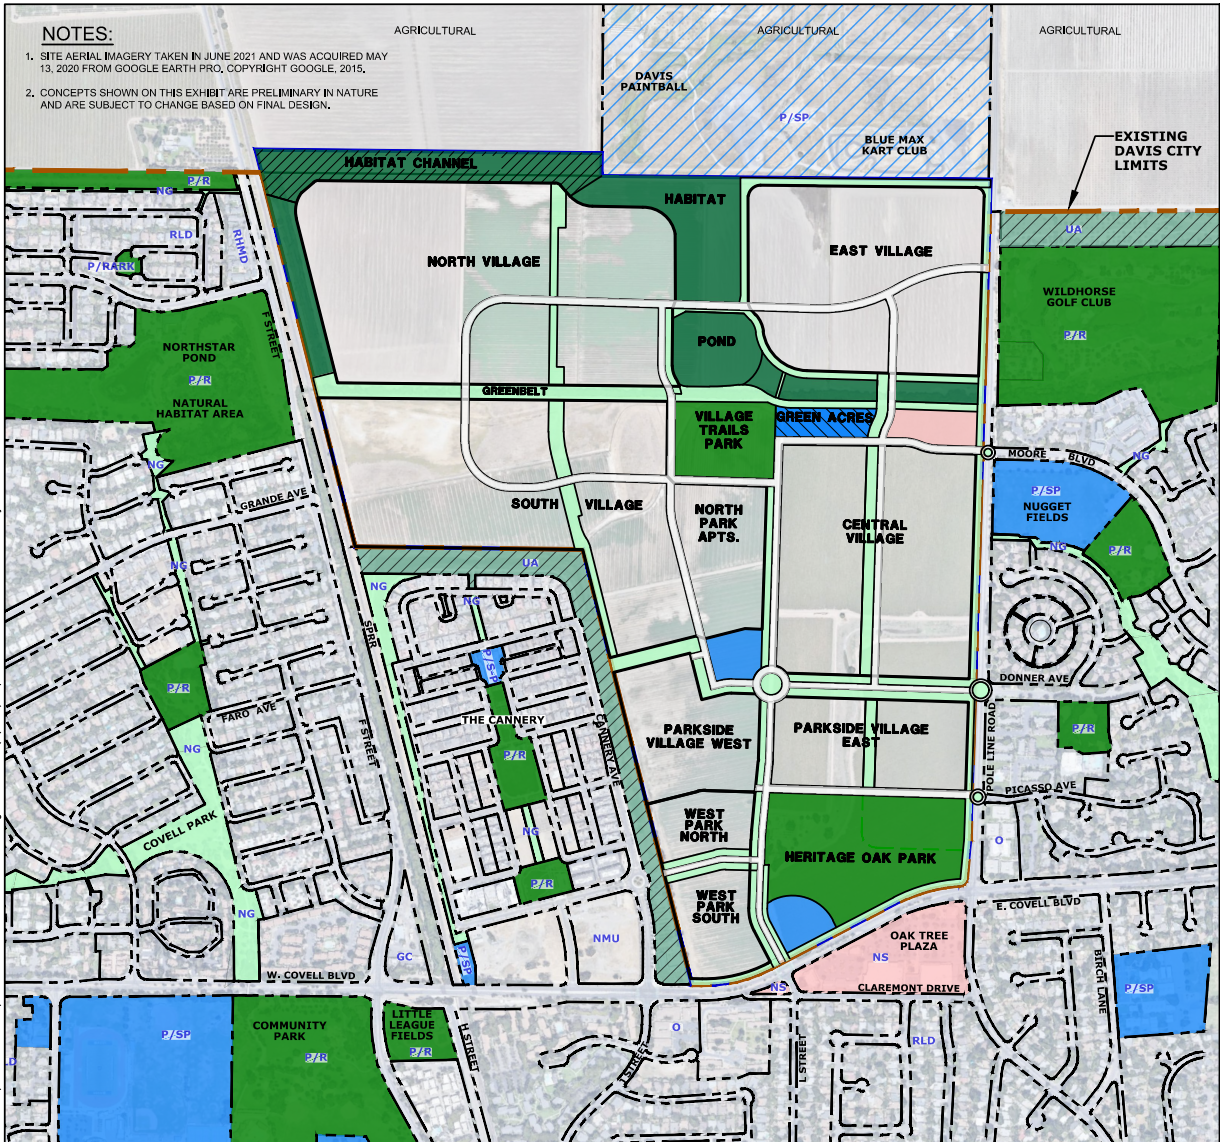 NOTES:
1. SITE AERIAL IMAGERY TAKEN IN JUNE 2021 AND WAS ACQUIRED MAY
13, 2020 FROM GOOGLE EARTH PRO, COPYRIGHT GOOGLE, 2015.
2. CONCEPTS SHOWN ON THIS EXHIBIT ARE PRELIMINARY IN NATURE
AND ARE SUBJECT TO CHANGE BASED ON FINAL DESIGN.
AGRICULTURAL
AGRICULTURAL
AGRICULTURAL
DAVIS
PAINTBALL
P/SP
BLUE MAX
KART CLUB
EXISTING
DAVIS CITY
LIMITS
HABITAT CHANNEL
P/R
NG
HABITAT
RLD
RHMD
UA
NORTH VILLAGE
EAST VILLAGE
P/RARK
WILDHORSE
GOLF CLUB
P/R
F STREET
NORTHSTAR
POND
P/R
NATURAL
HABITAT AREA
POND
GREENBELT
VILLAGE
TRAILS
PARK
GREEN ACRES
MOORE BLVD
NG
NG
P/SP
NUGGET
FIELDS
GRANDE AVE
SOUTH VILLAGE
NORTH
PARK
APTS.
CENTRAL
VILLAGE
NG
P/R
UA
NG
NG
NG
SPRR
P/S-P
P/R
DONNER AVE
FARO AVE
THE CANNERY
CANNERY AVE
F STREET
PARKSIDE
VILLAGE WEST
PARKSIDE VILLAGE
EAST
POLE LINE ROAD
P/R
NG
P/R
PICASSO AVE
COVELL PARK
NG
WEST
PARK
NORTH
HERITAGE OAK PARK
O
P/R
WEST
PARK
SOUTH
NG
E. COVELL BLVD
OAK TREE
PLAZA
NS
NMU
GC
P/SP
BIRCH LANE
W. COVELL BLVD
NS
CLAREMONT DRIVE
P/SP
P/SP
COMMUNITY
PARK
P/R
LITTLE
LEAGUE
FIELDS
P/R
H STREET
O
J STREET
L STREET
RLD